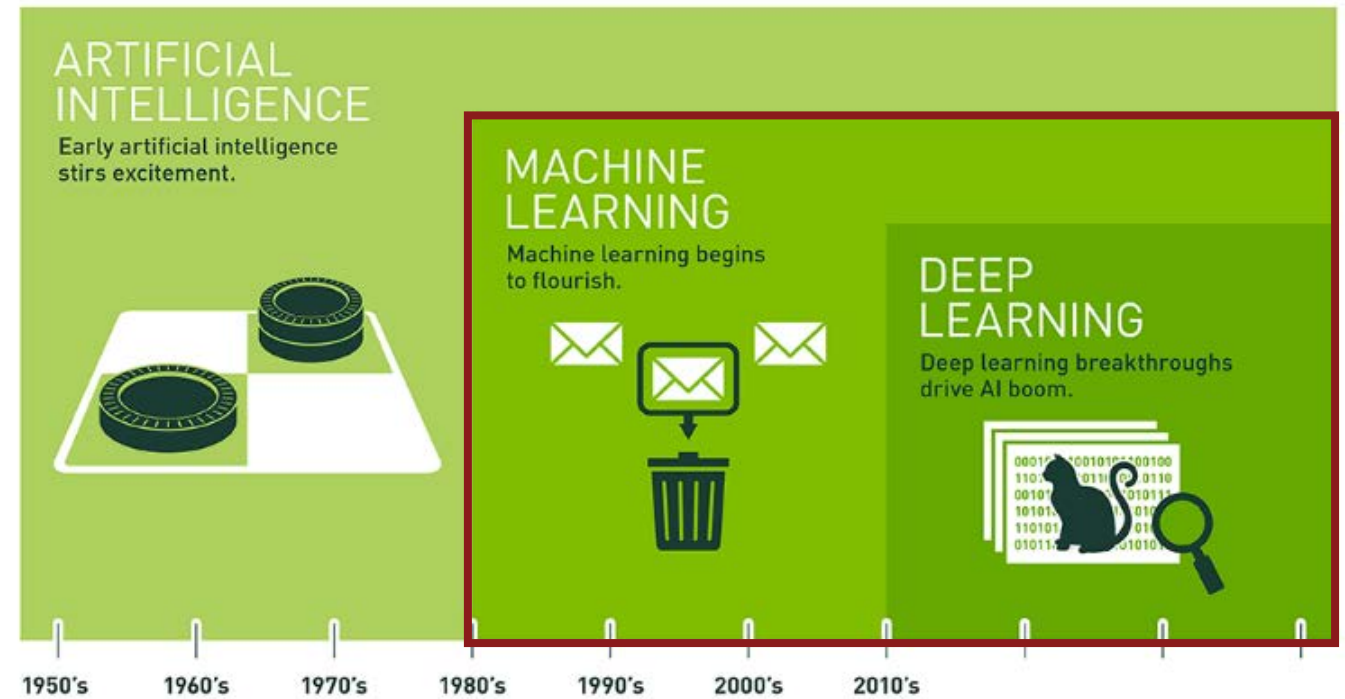 ARTIFICIAL
INTELLIGENCE
Early artificial intelligence
stirs excitement.
MACHINE
LEARNING
Machine learning begins
to flourish.
DEEP
LEARNING
Deep learning breakthroughs
drive AI boom.
1950's 1960's 1970's 1980's 1990's 2000's 2010's